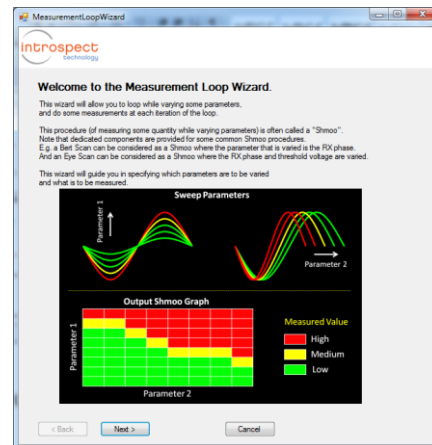 MeasurementLoopWizard
introspect
technology
Welcome to the Measurement Loop Wizard.
This wizard will allow you to loop while varying some parameters,
and do some measurements at each iteration of the loop.
This procedure (of measuring some quantity while varying parameters) is often called a "Shmoo".
Note that dedicated components are provided for some common Shmoo procedures.
E.g. a Bert Scan can be considered as a Shmoo where the parameter that is varied is the RX phase.
And an Eye Scan can be considered as a Shmoo where the RX phase and threshold voltage are varied.
This wizard will guide you in specifying which parameters are to be varied
and what is to be measured.
Sweep Parameters
Parameter 1
Parameter 2
Output Shmoo Graph
Parameter 1
Measured Value
High
Medium
Low
Parameter 2
< Back
Next >
Cancel